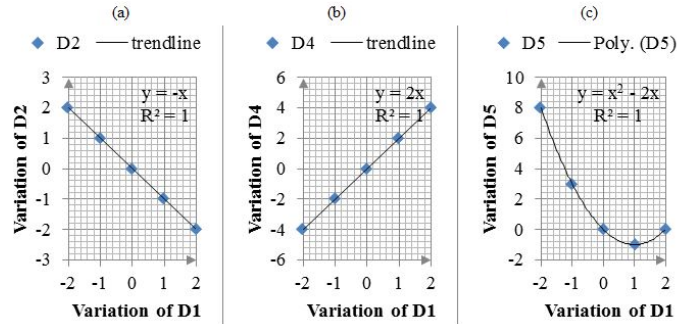 (a)
D2 trendline
y = -x
R² = 1
Variation of D2
3
2
1
0
-1
-2
-3
-2 -1 0 1 2
Variation of D1
(b)
D4 trendline
y = 2x
R² = 1
Variation of D4
6
4
2
0
-2
-4
-6
-2 -1 0 1 2
Variation of D1
(c)
D5 Poly. (D5)
y = x² - 2x
R² = 1
Variation of D5
10
8
6
4
2
0
-2
-2 -1 0 1 2
Variation of D1